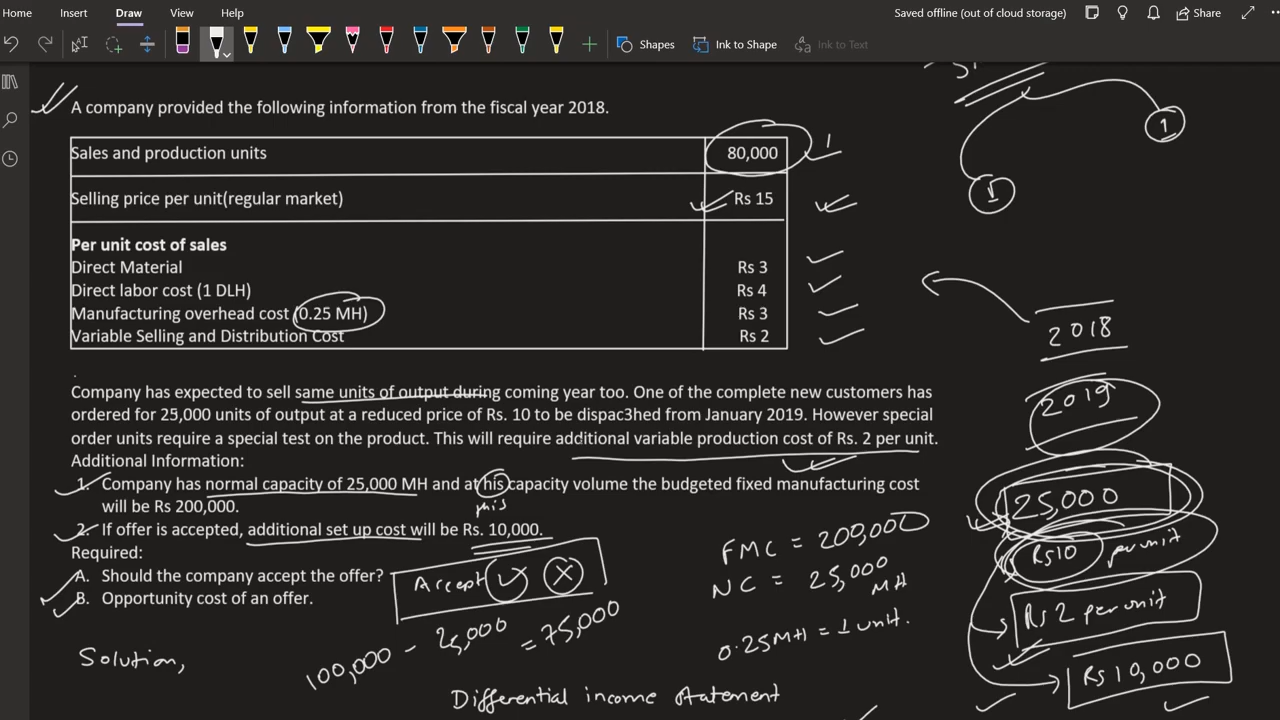 Home Insert Draw View Help Saved offline (out of cloud storage) Share
Shapes Ink to Shape Ink to Text
A company provided the following information from the fiscal year 2018.
Sales and production units 80,000
Selling price per unit(regular market) Rs 15
Per unit cost of sales
Direct Material Rs 3
Direct labor cost (1 DLH) Rs 4
Manufacturing overhead cost (0.25 MH) Rs 3
Variable Selling and Distribution Cost Rs 2
1
1
2018
2019
25,000
Rs10 per unit
Rs 2 per unit
Rs 10,000
Company has expected to sell same units of output during coming year too. One of the complete new customers has
ordered for 25,000 units of output at a reduced price of Rs. 10 to be dispac3hed from January 2019. However special
order units require a special test on the product. This will require additional variable production cost of Rs. 2 per unit.
Additional Information:
1. Company has normal capacity of 25,000 MH and at his capacity volume the budgeted fixed manufacturing cost
this
will be Rs 200,000.
2. If offer is accepted, additional set up cost will be Rs. 10,000.
Required:
A. Should the company accept the offer?
B. Opportunity cost of an offer.
Accept
FMC = 200,000
NC = 25,000 MH
0.25MH = 1 unit.
100,000 - 25,000 = 75,000
Solution,
Differential income statement